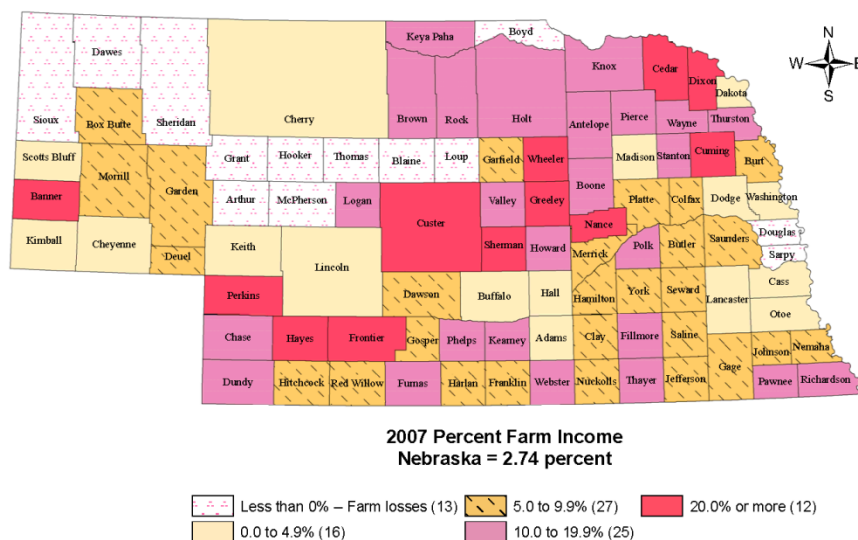 Keya Paha
Boyd
N
W
E
S
Dawes
Knox
Cedar
Dixon
Dakota
Sioux
Sheridan
Cherry
Brown
Rock
Holt
Antelope
Pierce
Wayne
Thurston
Box Butte
Scotts Bluff
Morrill
Garden
Grant
Hooker
Thomas
Blaine
Loup
Garfield
Wheeler
Madison
Stanton
Cuming
Burt
Banner
Arthur
McPherson
Logan
Custer
Valley
Greeley
Boone
Platte
Colfax
Dodge
Washington
Kimball
Cheyenne
Deuel
Keith
Lincoln
Sherman
Howard
Nance
Merrick
Polk
Butler
Saunders
Douglas
Sarpy
Perkins
Dawson
Buffalo
Hall
Hamilton
York
Seward
Lancaster
Cass
Otoe
Chase
Hayes
Frontier
Gosper
Phelps
Kearney
Adams
Clay
Fillmore
Saline
Johnson
Nemaha
Dundy
Hitchcock
Red Willow
Furnas
Harlan
Franklin
Webster
Nuckolls
Thayer
Jefferson
Gage
Pawnee
Richardson
2007 Percent Farm Income
Nebraska = 2.74 percent
Less than 0% – Farm losses (13)
5.0 to 9.9% (27)
20.0% or more (12)
0.0 to 4.9% (16)
10.0 to 19.9% (25)